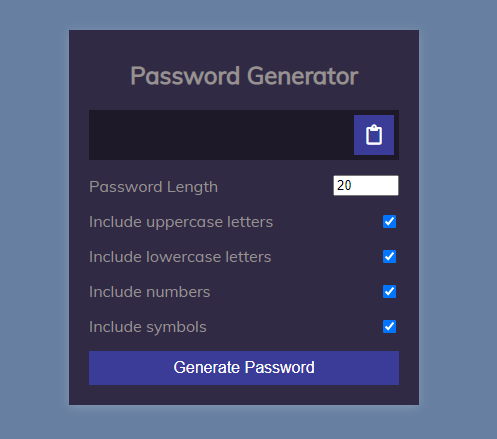 Password Generator
Password Length 20
Include uppercase letters
Include lowercase letters
Include numbers
Include symbols
Generate Password